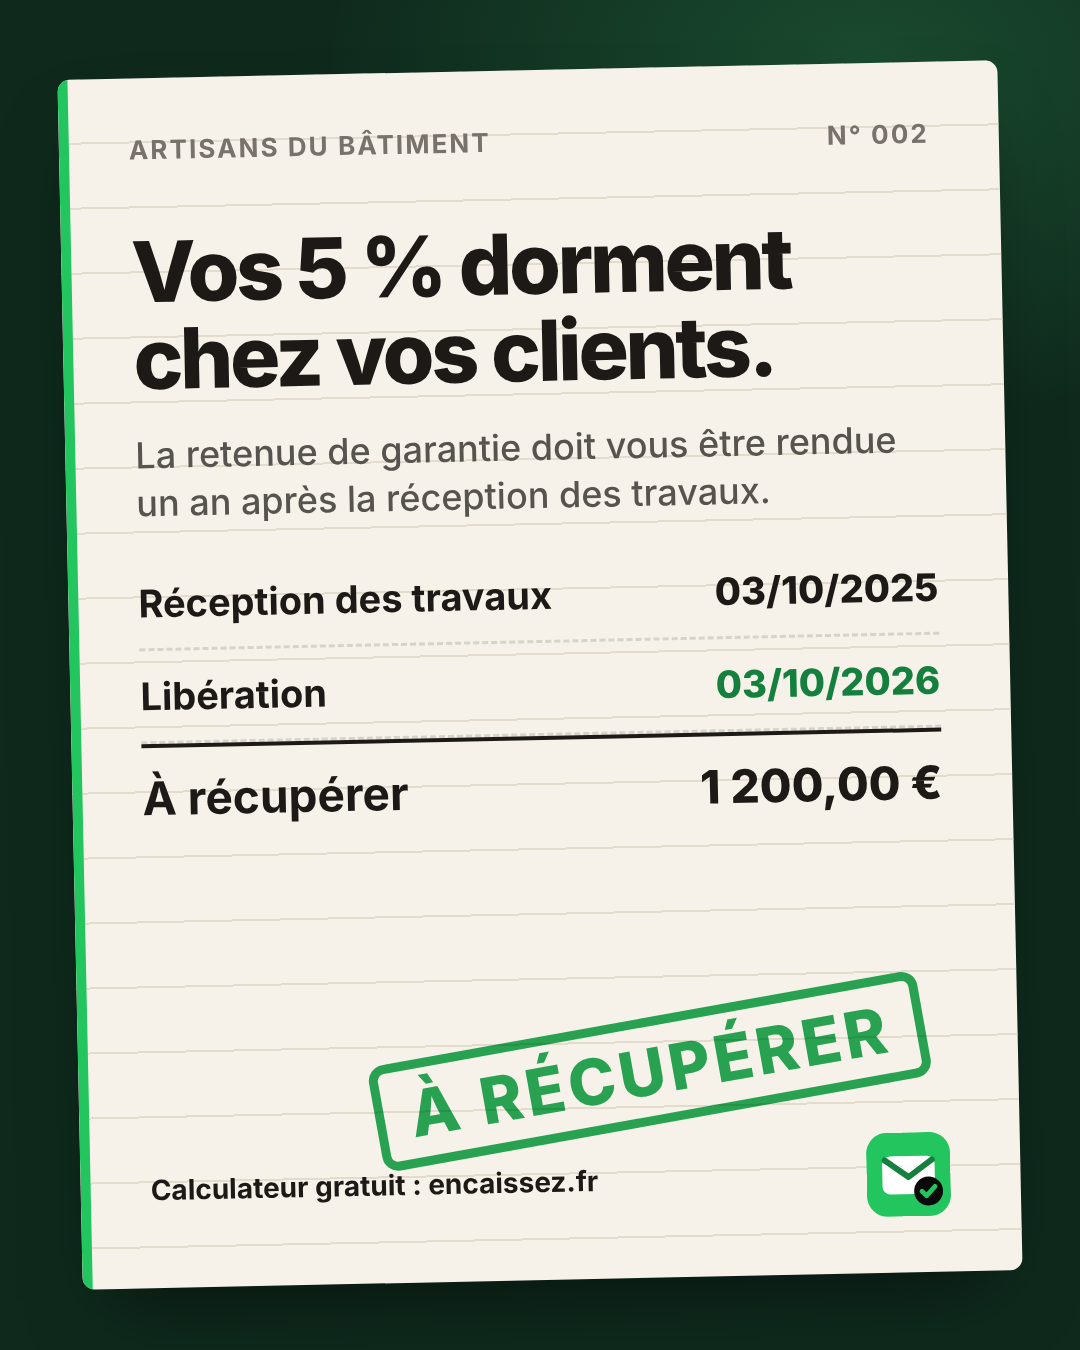 ARTISANS DU BÂTIMENT
N° 002
Vos 5 % dorment
chez vos clients.
La retenue de garantie doit vous être rendue
un an après la réception des travaux.
Réception des travaux 03/10/2025
Libération 03/10/2026
À récupérer 1 200,00 €
À RÉCUPÉRER
Calculateur gratuit : encaissez.fr